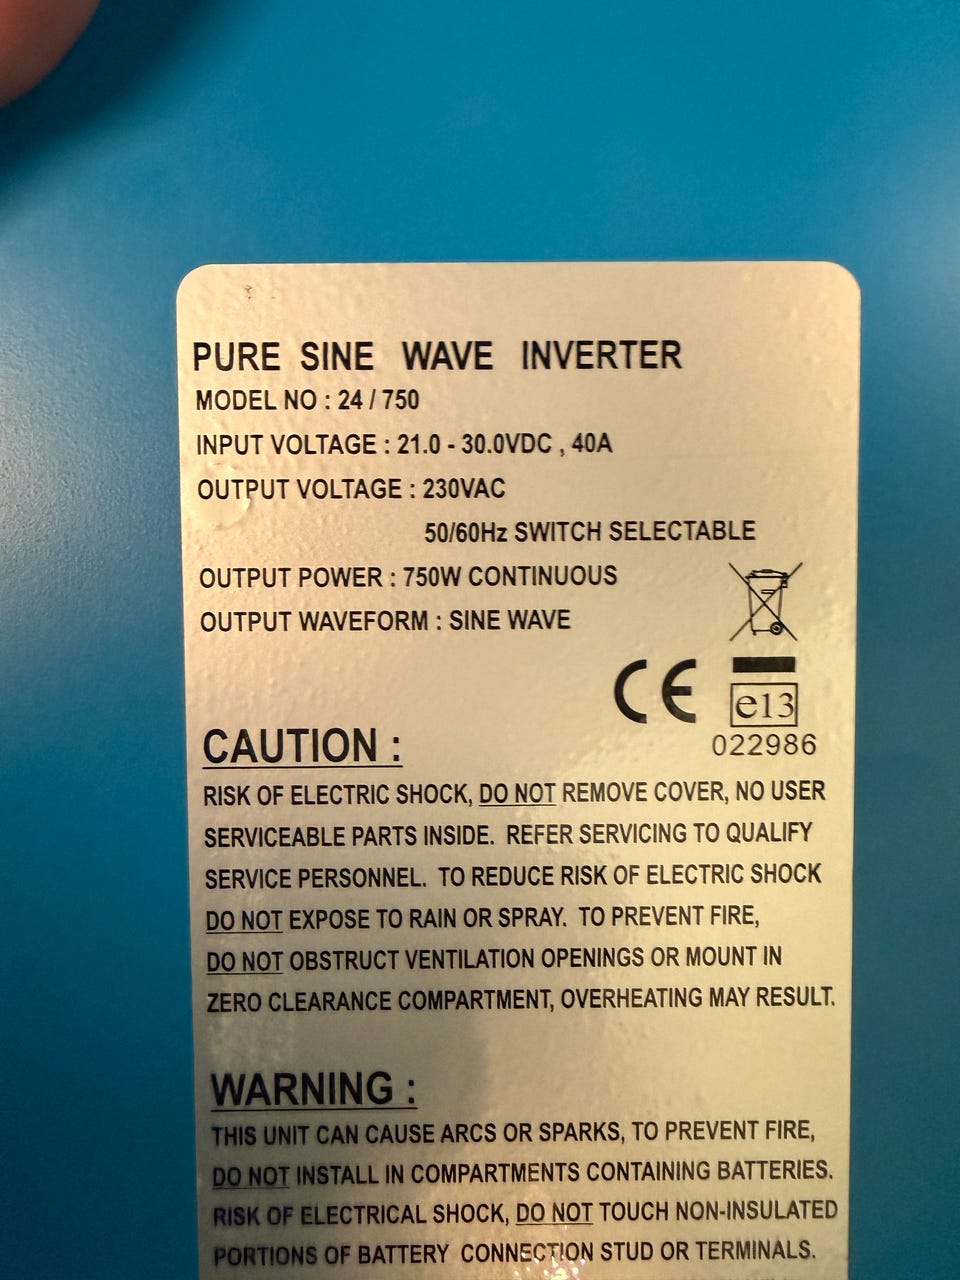 PURE SINE WAVE INVERTER
MODEL NO : 24 / 750
INPUT VOLTAGE : 21.0 - 30.0VDC , 40A
OUTPUT VOLTAGE : 230VAC
50/60Hz SWITCH SELECTABLE
OUTPUT POWER : 750W CONTINUOUS
OUTPUT WAVEFORM : SINE WAVE
CE e13
022986
CAUTION :
RISK OF ELECTRIC SHOCK, DO NOT REMOVE COVER, NO USER
SERVICEABLE PARTS INSIDE. REFER SERVICING TO QUALIFY
SERVICE PERSONNEL. TO REDUCE RISK OF ELECTRIC SHOCK
DO NOT EXPOSE TO RAIN OR SPRAY. TO PREVENT FIRE,
DO NOT OBSTRUCT VENTILATION OPENINGS OR MOUNT IN
ZERO CLEARANCE COMPARTMENT, OVERHEATING MAY RESULT.
WARNING :
THIS UNIT CAN CAUSE ARCS OR SPARKS, TO PREVENT FIRE,
DO NOT INSTALL IN COMPARTMENTS CONTAINING BATTERIES.
RISK OF ELECTRICAL SHOCK, DO NOT TOUCH NON-INSULATED
PORTIONS OF BATTERY CONNECTION STUD OR TERMINALS.